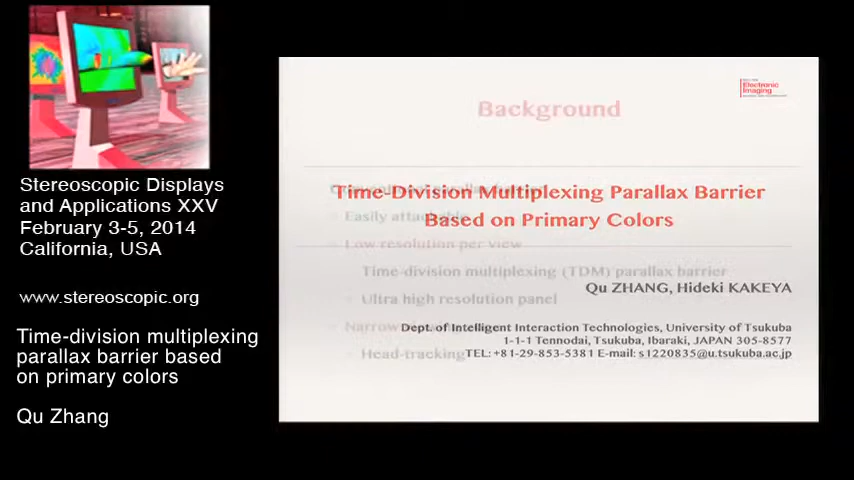 Stereoscopic Displays
and Applications XXV
February 3-5, 2014
California, USA
www.stereoscopic.org
Time-division multiplexing
parallax barrier based
on primary colors
Qu Zhang
Electronic
Imaging
Background
Time-Division Multiplexing Parallax Barrier
Based on Primary Colors
Easily
Low resolution per view
Time-division multiplexing (TDM) parallax barrier
Qu ZHANG, Hideki KAKEYA
Ultra high resolution panel
Narrow
Dept. of Intelligent Interaction Technologies, University of Tsukuba
1-1-1 Tennodai, Tsukuba, Ibaraki, JAPAN 305-8577
Head-tracking
TEL: +81-29-853-5381 E-mail: s1220835@u.tsukuba.ac.jp